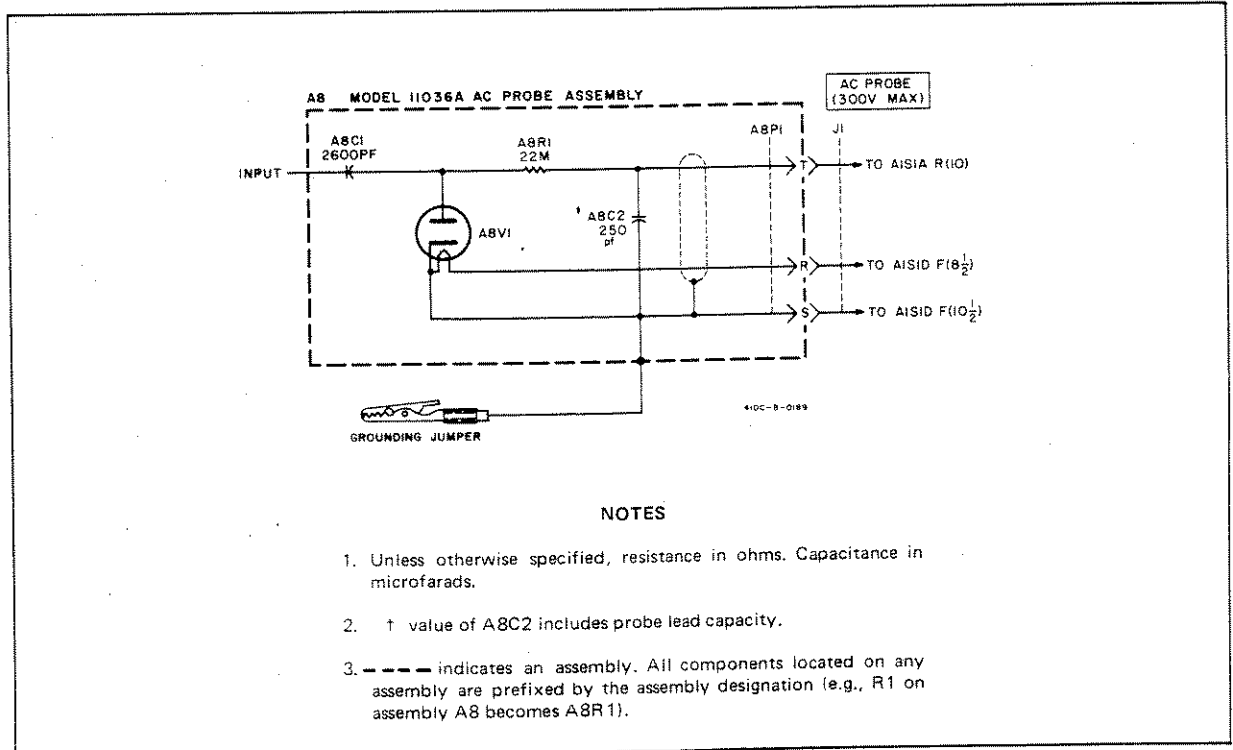 A8 MODEL 11036A AC PROBE ASSEMBLY
AC PROBE
(300V MAX)
A8C1
2600PF
A8R1
22M
A8P1
J1
INPUT
T
TO A1S1A R(10)
A8V1
† A8C2
250
pf
R
TO A1S1D F(8½)
S
TO A1S1D F(10½)
410C-B-0189
GROUNDING JUMPER
NOTES
1. Unless otherwise specified, resistance in ohms. Capacitance in
microfarads.
2. † value of A8C2 includes probe lead capacity.
3. ---- indicates an assembly. All components located on any
assembly are prefixed by the assembly designation (e.g., R1 on
assembly A8 becomes A8R1).